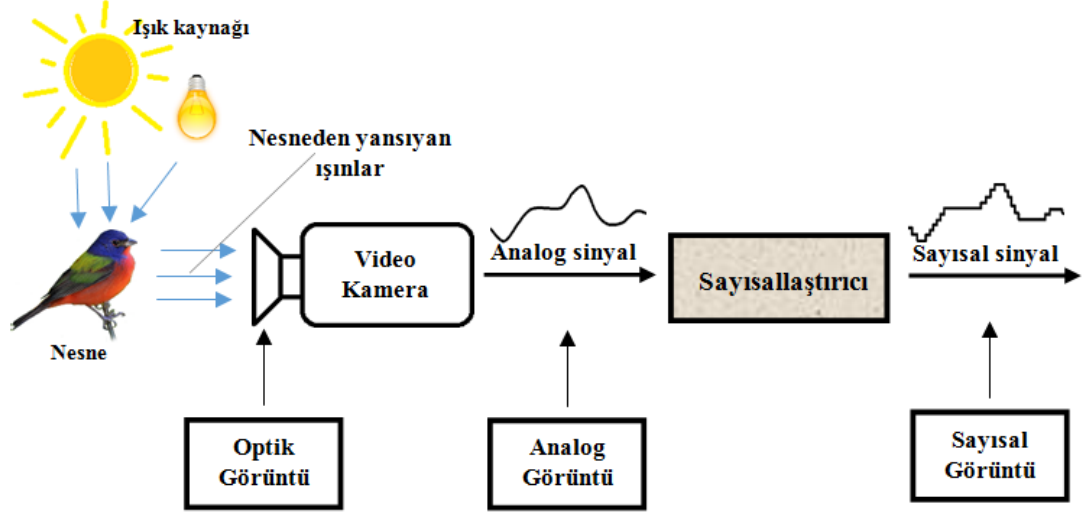 Işık kaynağı
Nesneden yansıyan
ışınlar
Video
Kamera
Analog sinyal
Sayısallaştırıcı
Sayısal sinyal
Nesne
Optik
Görüntü
Analog
Görüntü
Sayısal
Görüntü